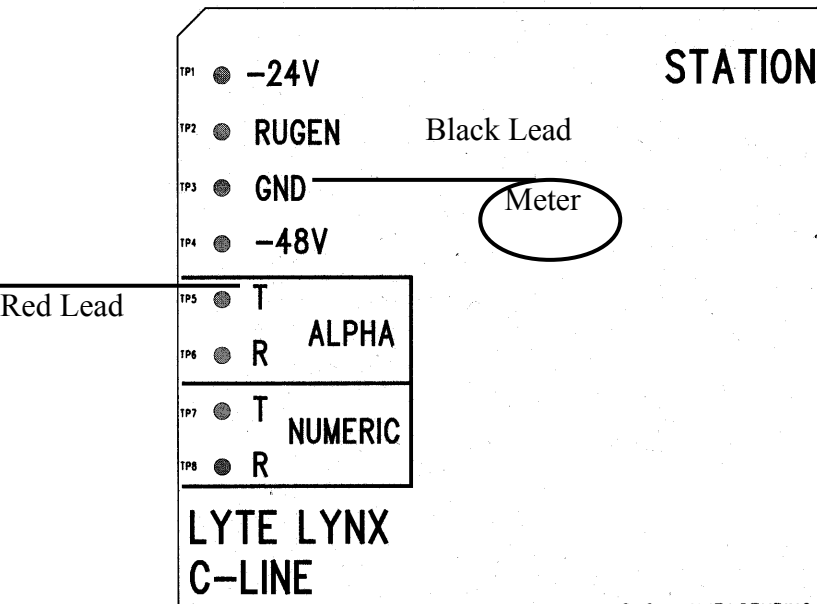 STATION
TP1 -24V
TP2 RUGEN
Black Lead
TP3 GND
Meter
TP4 -48V
Red Lead
TP5 T
ALPHA
TP6 R
TP7 T
NUMERIC
TP8 R
LYTE LYNX
C-LINE